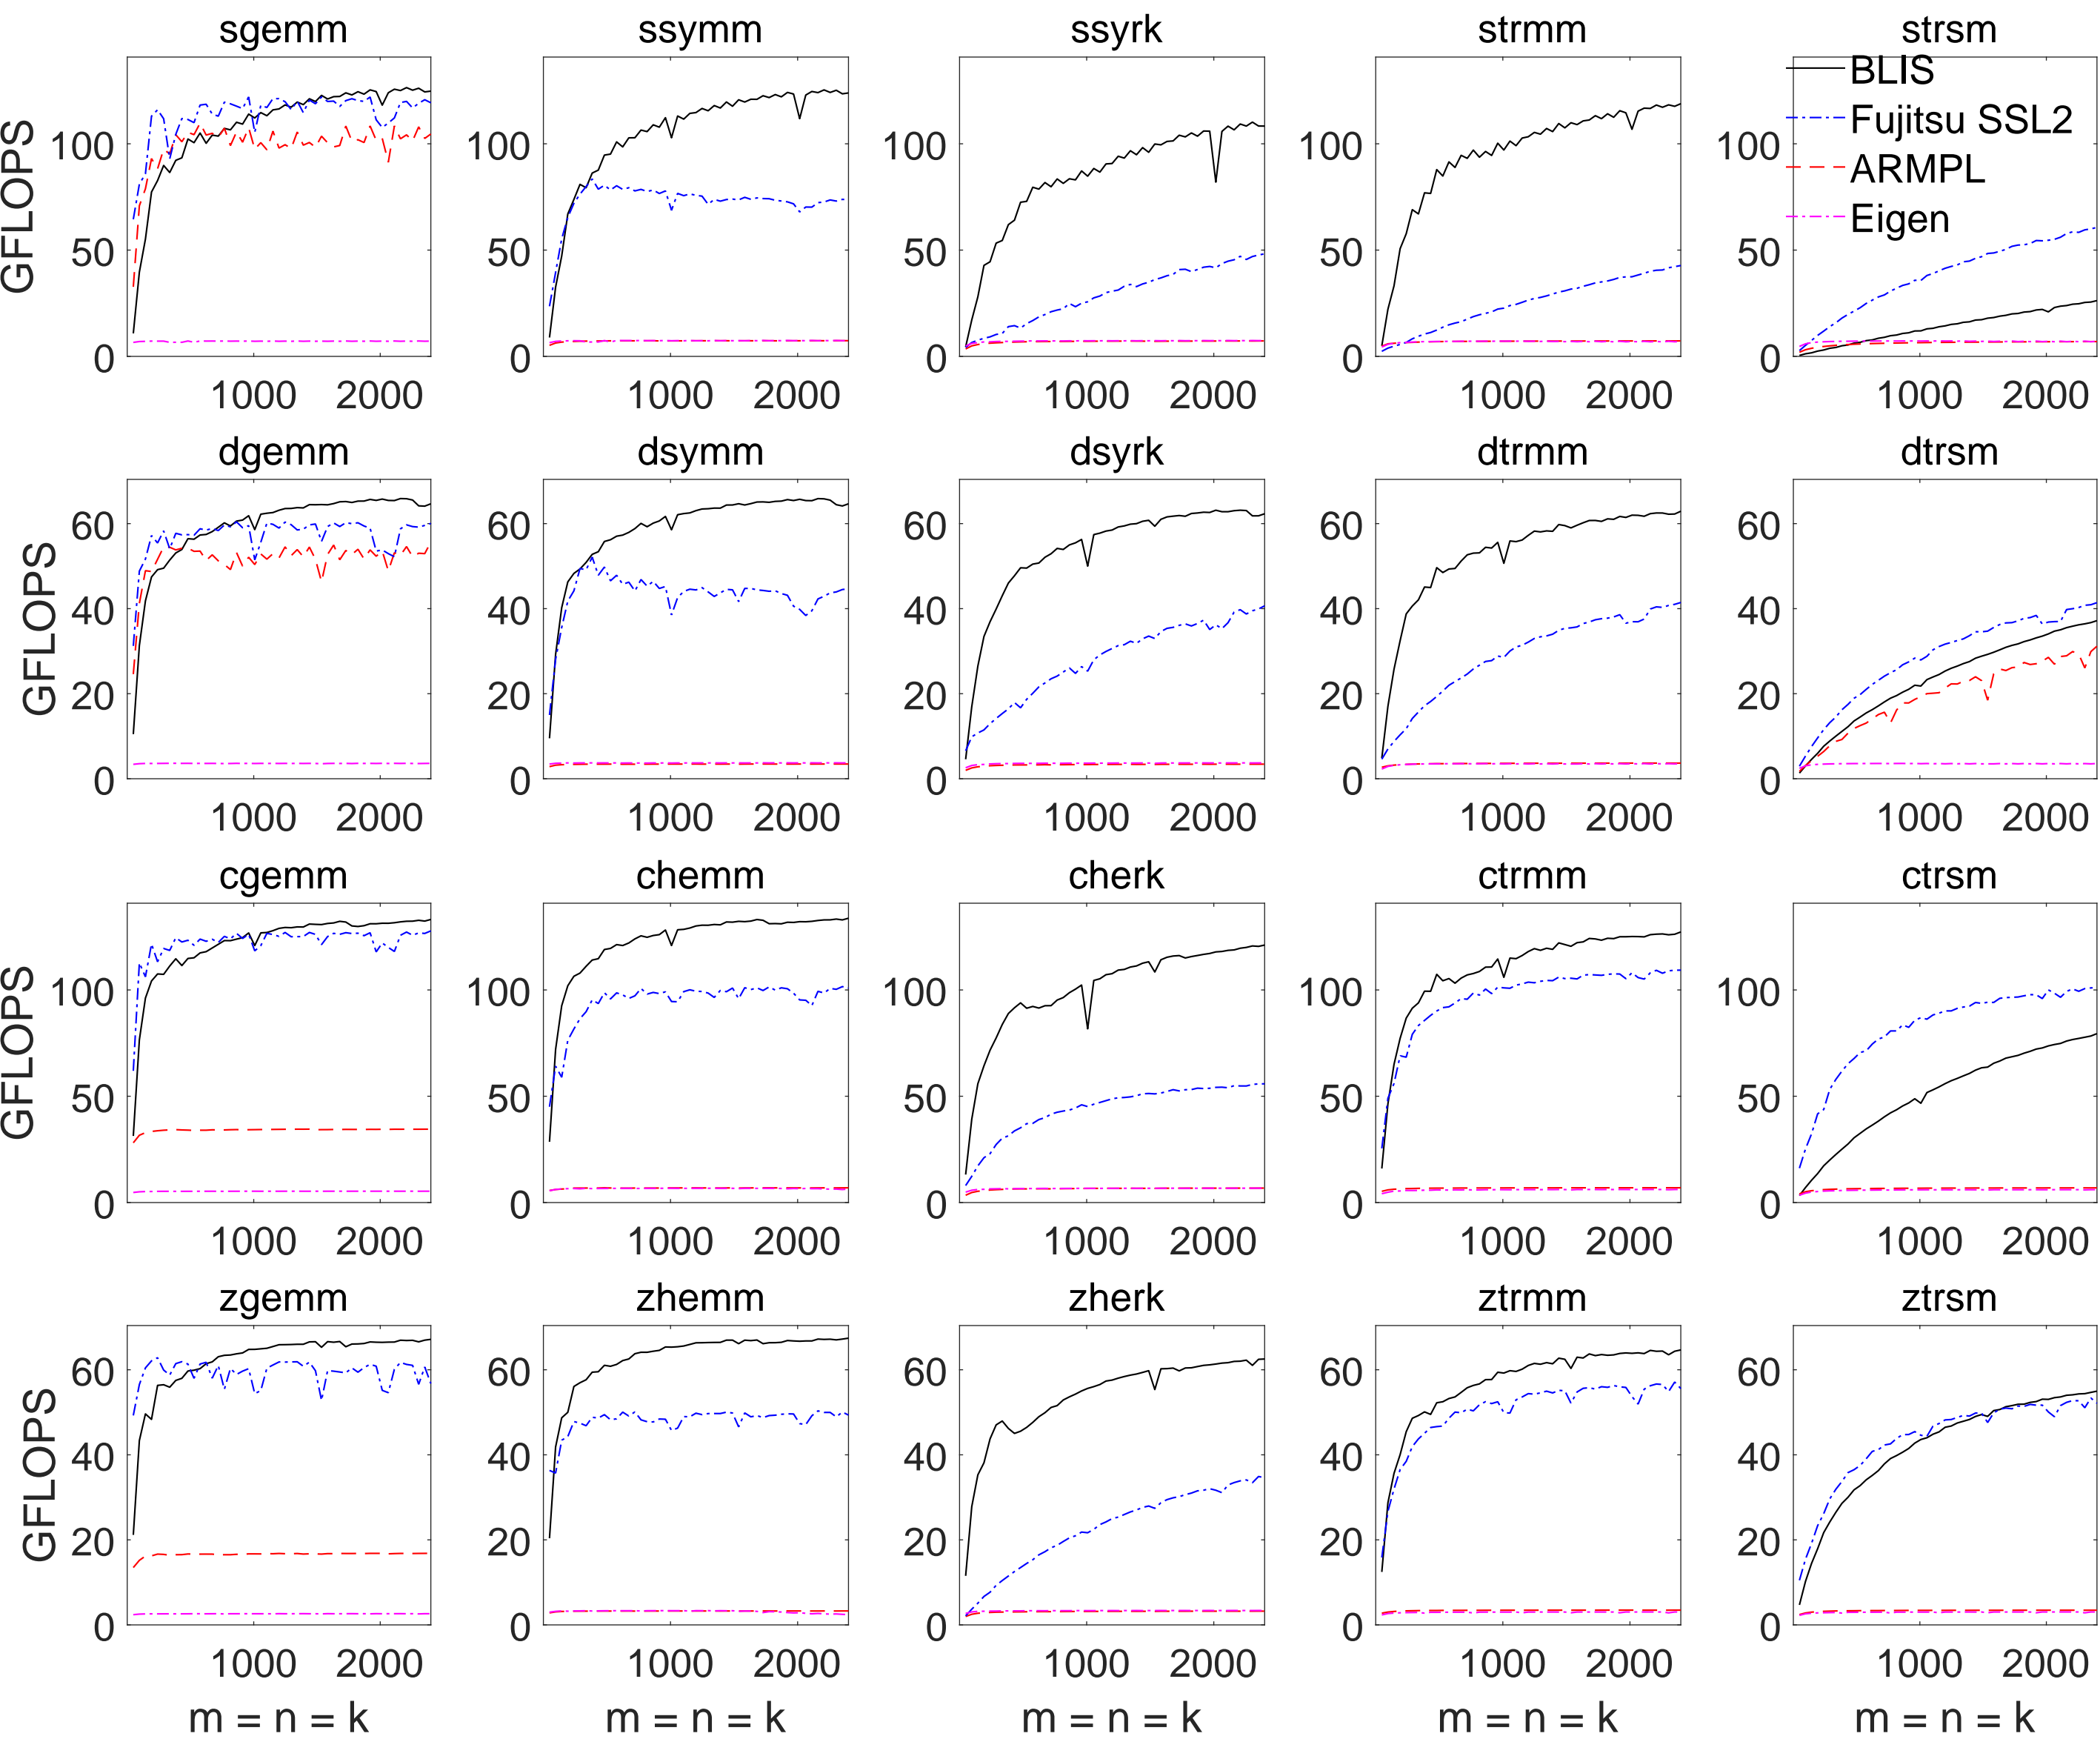 sgemm ssymm ssyrk strmm strsm
BLIS
Fujitsu SSL2
ARMPL
Eigen
GFLOPS
100 100 100 100 100
50 50 50 50 50
0 0 0 0 0
1000 2000 1000 2000 1000 2000 1000 2000 1000 2000
dgemm dsymm dsyrk dtrmm dtrsm
GFLOPS
60 60 60 60 60
40 40 40 40 40
20 20 20 20 20
0 0 0 0 0
1000 2000 1000 2000 1000 2000 1000 2000 1000 2000
cgemm chemm cherk ctrmm ctrsm
GFLOPS
100 100 100 100 100
50 50 50 50 50
0 0 0 0 0
1000 2000 1000 2000 1000 2000 1000 2000 1000 2000
zgemm zhemm zherk ztrmm ztrsm
GFLOPS
60 60 60 60 60
40 40 40 40 40
20 20 20 20 20
0 0 0 0 0
1000 2000 1000 2000 1000 2000 1000 2000 1000 2000
m = n = k m = n = k m = n = k m = n = k m = n = k